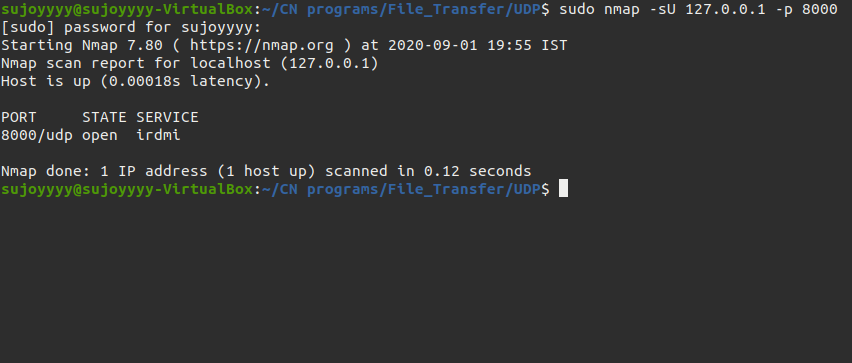 sujoyyyy@sujoyyyy-VirtualBox:~/CN programs/File_Transfer/UDP$ sudo nmap -sU 127.0.0.1 -p 8000
[sudo] password for sujoyyyy:
Starting Nmap 7.80 ( https://nmap.org ) at 2020-09-01 19:55 IST
Nmap scan report for localhost (127.0.0.1)
Host is up (0.00018s latency).
PORT     STATE SERVICE
8000/udp open  irdmi
Nmap done: 1 IP address (1 host up) scanned in 0.12 seconds
sujoyyyy@sujoyyyy-VirtualBox:~/CN programs/File_Transfer/UDP$